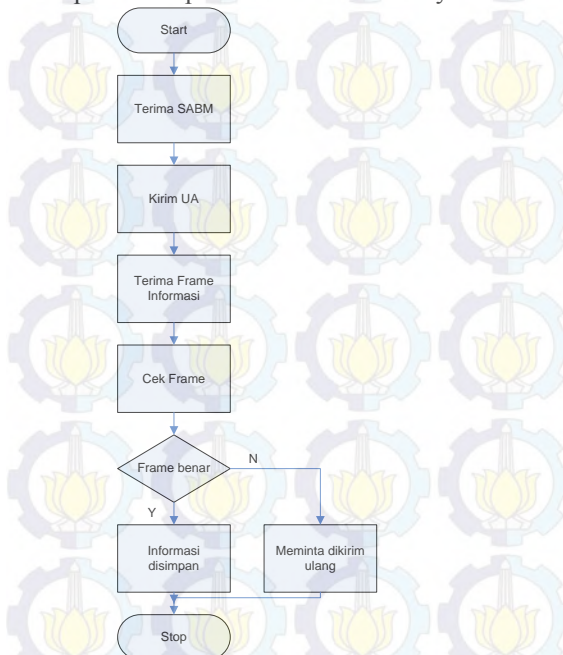 Start
Terima SABM
Kirim UA
Terima Frame
Informasi
Cek Frame
Frame benar
N
Y
Informasi
disimpan
Meminta dikirim
ulang
Stop